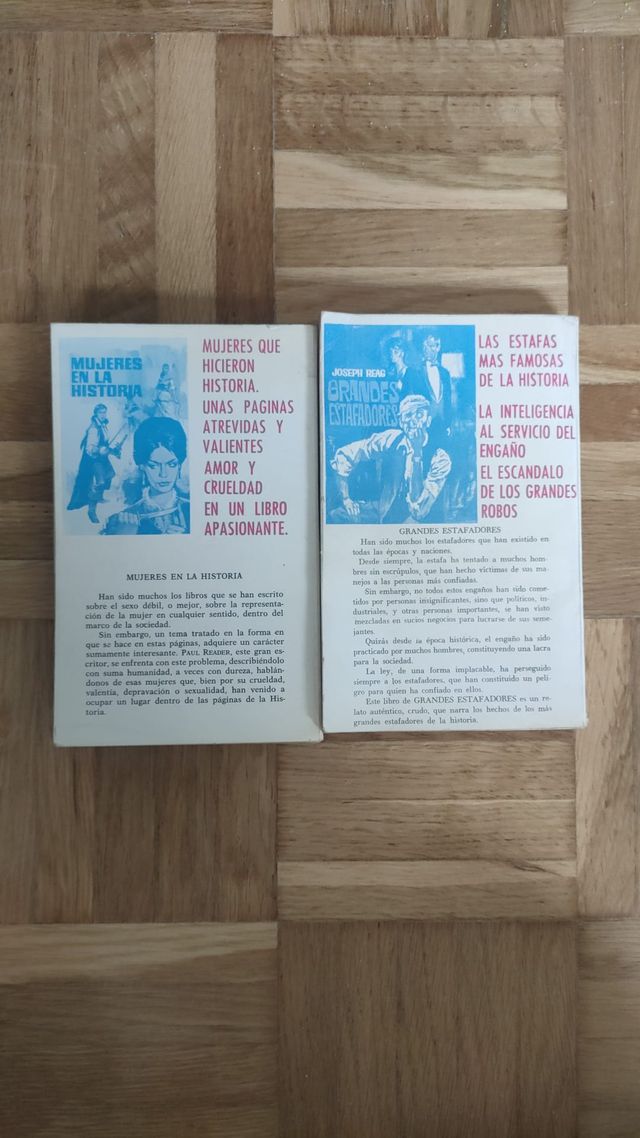 MUJERES
EN LA
HISTORIA
MUJERES QUE
HICIERON
HISTORIA.
UNAS PAGINAS
ATREVIDAS Y
VALIENTES
AMOR Y
CRUELDAD
EN UN LIBRO
APASIONANTE.
MUJERES EN LA HISTORIA
Han sido muchos los libros que se han escrito
sobre el sexo débil, o mejor, sobre la representa-
ción de la mujer en cualquier sentido, dentro del
marco de la sociedad.
Sin embargo, un tema tratado en la forma en
que se hace en estas páginas, adquiere un carácter
sumamente interesante. PAUL READER, este gran es-
critor, se enfrenta con este problema, describiéndolo
con suma humanidad, a veces con dureza, hablán-
donos de esas mujeres que, bien por su crueldad,
valentía, depravación o sexualidad, han venido a
ocupar un lugar dentro de las páginas de la His-
toria.
JOSEPH REAG
GRANDES
ESTAFADORES
LAS ESTAFAS
MAS FAMOSAS
DE LA HISTORIA
LA INTELIGENCIA
AL SERVICIO DEL
ENGAÑO
EL ESCANDALO
DE LOS GRANDES
ROBOS
GRANDES ESTAFADORES
Han sido muchos los estafadores que han existido en
todas las épocas y naciones.
Desde siempre, la estafa ha tentado a muchos hom-
bres sin escrúpulos, que han hecho víctimas de sus ma-
nejos a las personas más confiadas.
Sin embargo, no todos estos engaños han sido come-
tidos por personas insignificantes, sino que políticos, in-
dustriales, y otras personas importantes, se han visto
mezcladas en sucios negocios para lucrarse de sus seme-
jantes.
Quizás desde la época histórica, el engaño ha sido
practicado por muchos hombres, constituyendo una lacra
para la sociedad.
La ley, de una forma implacable, ha perseguido
siempre a los estafadores, que han constituido un peli-
gro para quien ha confiado en ellos.
Este libro de GRANDES ESTAFADORES es un re-
lato auténtico, crudo, que narra los hechos de los más
grandes estafadores de la historia.